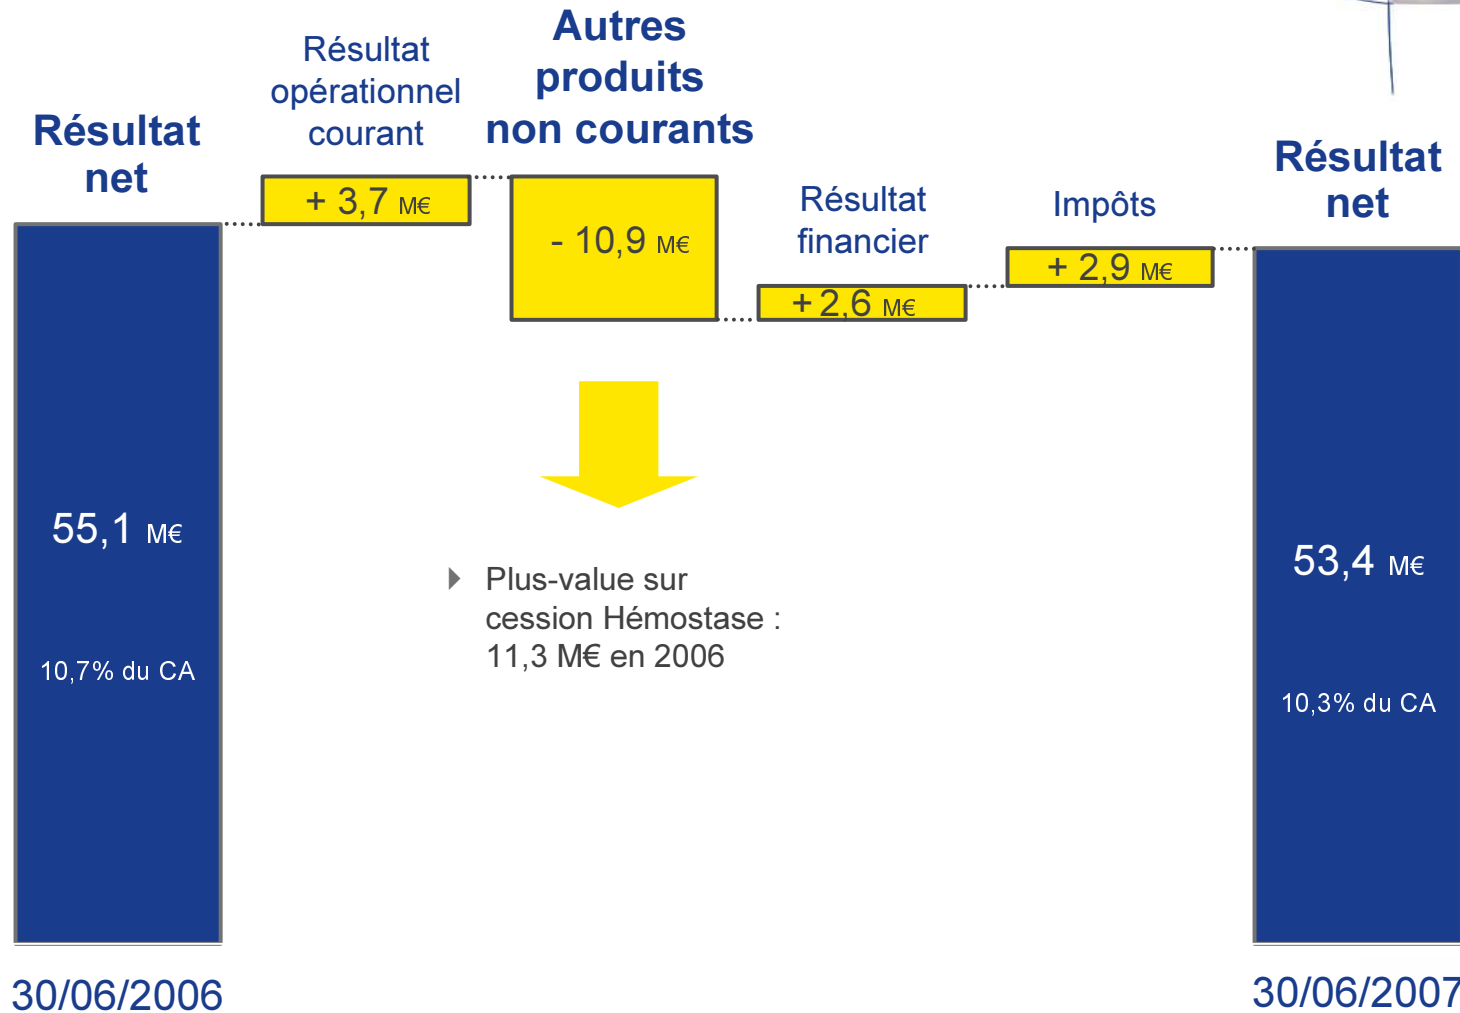 Résultat
net
Résultat
opérationnel
courant
Autres
produits
non courants
Résultat
financier
Impôts
Résultat
net
+ 3,7 M€
- 10,9 M€
+ 2,6 M€
+ 2,9 M€
55,1 M€
10,7% du CA
Plus-value sur
cession Hémostase :
11,3 M€ en 2006
53,4 M€
10,3% du CA
30/06/2006
30/06/2007